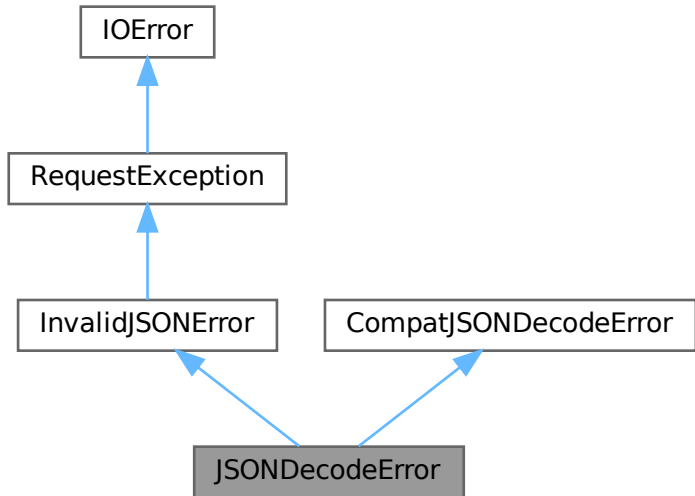 IOError
RequestException
InvalidJSONError
CompatJSONDecodeError
JSONDecodeError